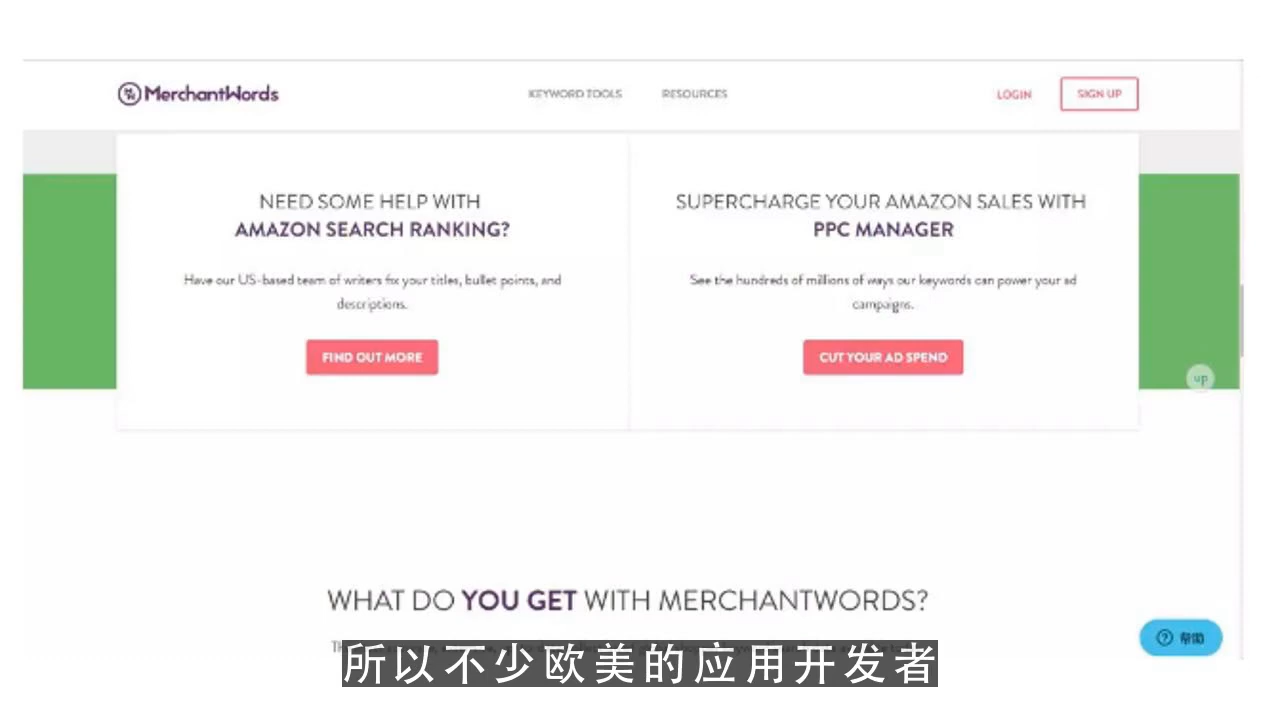 MerchantWords
KEYWORD TOOLS
RESOURCES
LOGIN
SIGN UP
NEED SOME HELP WITH
AMAZON SEARCH RANKING?
Have our US-based team of writers fix your titles, bullet points, and
descriptions.
FIND OUT MORE
SUPERCHARGE YOUR AMAZON SALES WITH
PPC MANAGER
See the hundreds of millions of ways our keywords can power your ad
campaigns.
CUT YOUR AD SPEND
up
WHAT DO YOU GET WITH MERCHANTWORDS?
帮助
所以不少欧美的应用开发者